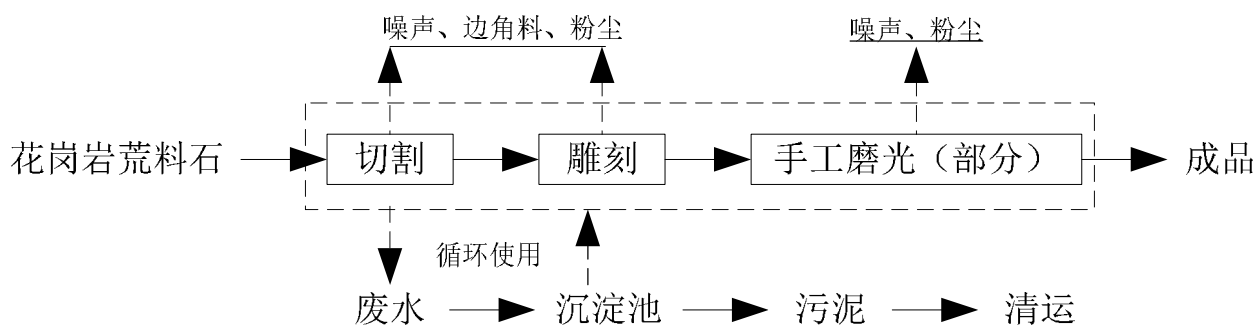 噪声、边角料、粉尘
噪声、粉尘
花岗岩荒料石
切割
雕刻
手工磨光（部分）
成品
循环使用
废水
沉淀池
污泥
清运